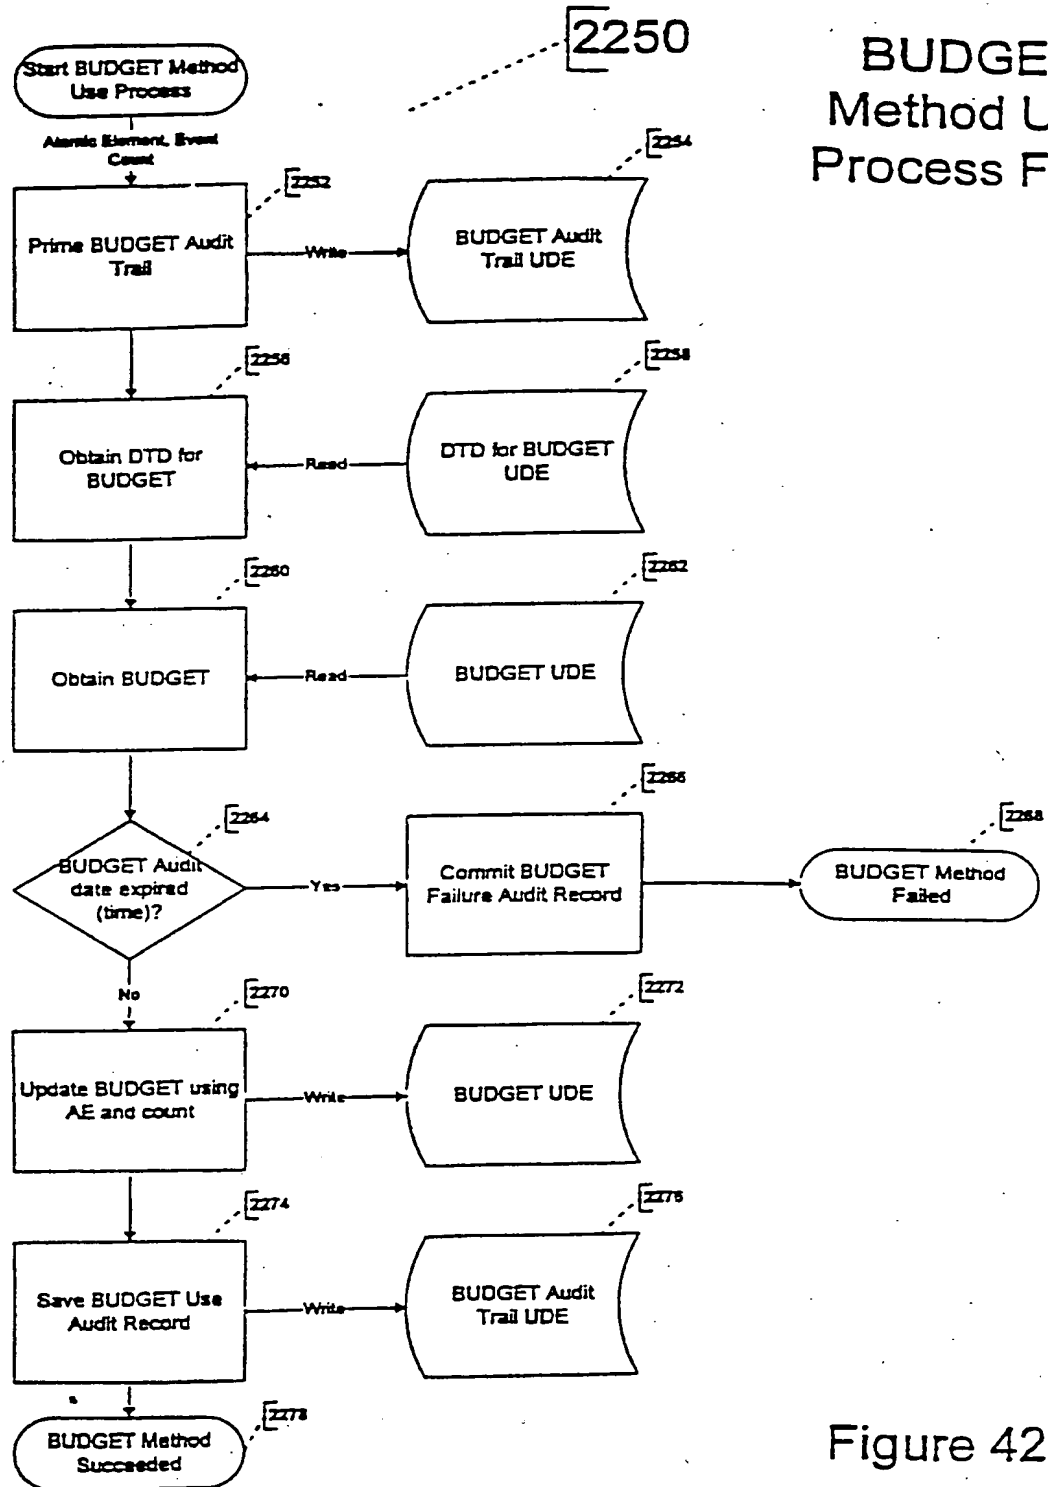 2250
BUDGE
Method U
Process F
Start BUDGET Method
Use Process
Atomic Element, Event
Count
2252
2254
Prime BUDGET Audit
Trail
Write
BUDGET Audit
Trail UDE
2256
2258
Obtain DTD for
BUDGET
Read
DTD for BUDGET
UDE
2260
2262
Obtain BUDGET
Read
BUDGET UDE
2264
2266
2268
BUDGET Audit
date expired
(time)?
Yes
Commit BUDGET
Failure Audit Record
BUDGET Method
Failed
No
2270
2272
Update BUDGET using
AE and count
Write
BUDGET UDE
2274
2276
Save BUDGET Use
Audit Record
Write
BUDGET Audit
Trail UDE
2278
BUDGET Method
Succeeded
Figure 42